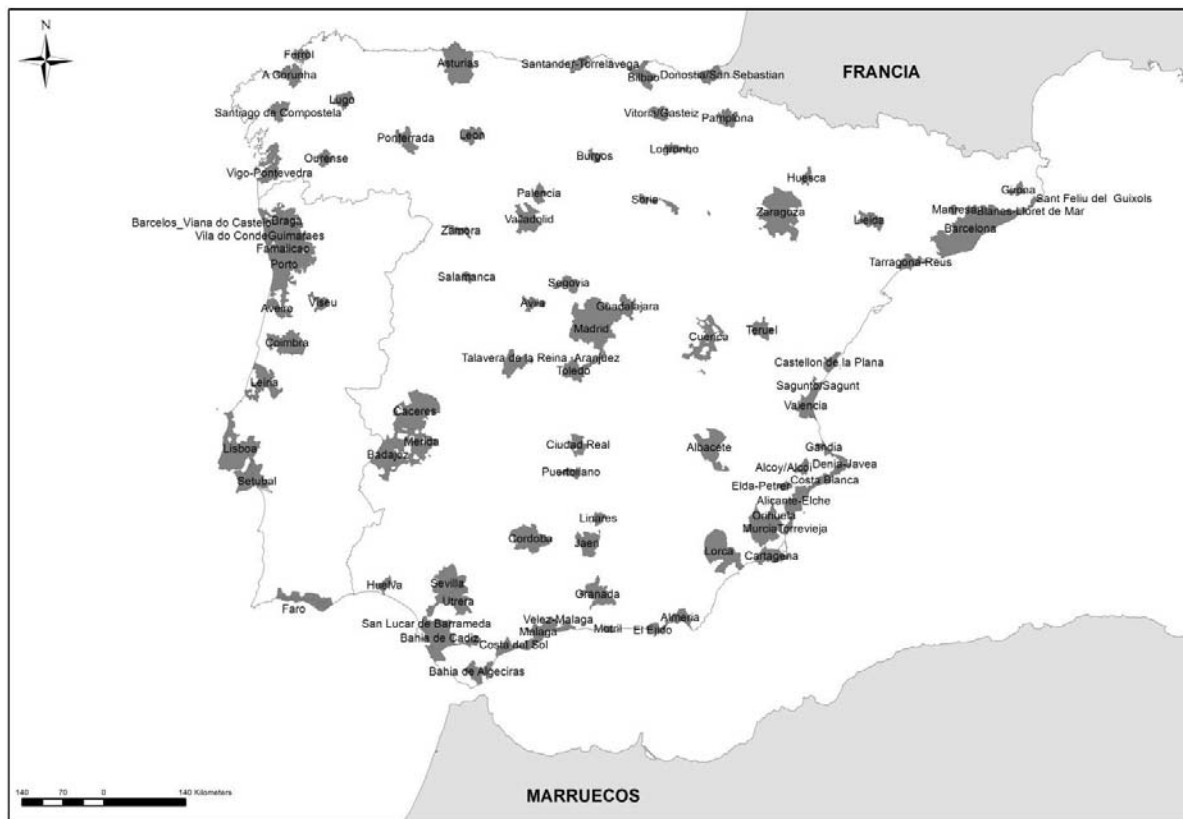 N
Ferrol
Asturias
Santander-Torrelavega
A Corunha
Bilbao
Donostia/San Sebastian
FRANCIA
Lugo
Santiago de Compostela
Vitoria/Gasteiz
Pamplona
Ponferrada
Leon
Logronho
Burgos
Ourense
Vigo-Pontevedra
Huesca
Girona
Palencia
Soria
Sant Feliu del Guixols
Barcelos_Viana do Castelo
Braga
Valladolid
Zaragoza
Lleida
Manresa
Blanes-Lloret de Mar
Zamora
Barcelona
Vila do Conde
Guimaraes
Famalicao
Porto
Tarragona-Reus
Salamanca
Segovia
Viseu
Avila
Guadalajara
Aveiro
Madrid
Teruel
Cuenca
Coimbra
Talavera de la Reina
Aranjuez
Castellon de la Plana
Toledo
Leiria
Sagunto/Sagunt
Valencia
Caceres
Merida
Ciudad Real
Albacete
Gandia
Lisboa
Badajoz
Alcoy/Alcoi
Denia-Javea
Puertollano
Setubal
Elda-Petrer
Costa Blanca
Alicante-Elche
Orihuela
Linares
Murcia
Torrevieja
Cordoba
Jaen
Lorca
Cartagena
Huelva
Sevilla
Granada
Utrera
Faro
Velez-Malaga
Almeria
San Lucar de Barrameda
Malaga
Motril
El Ejido
Bahia de Cadiz
Costa del Sol
Bahia de Algeciras
140 70 0 140 Kilometers
MARRUECOS